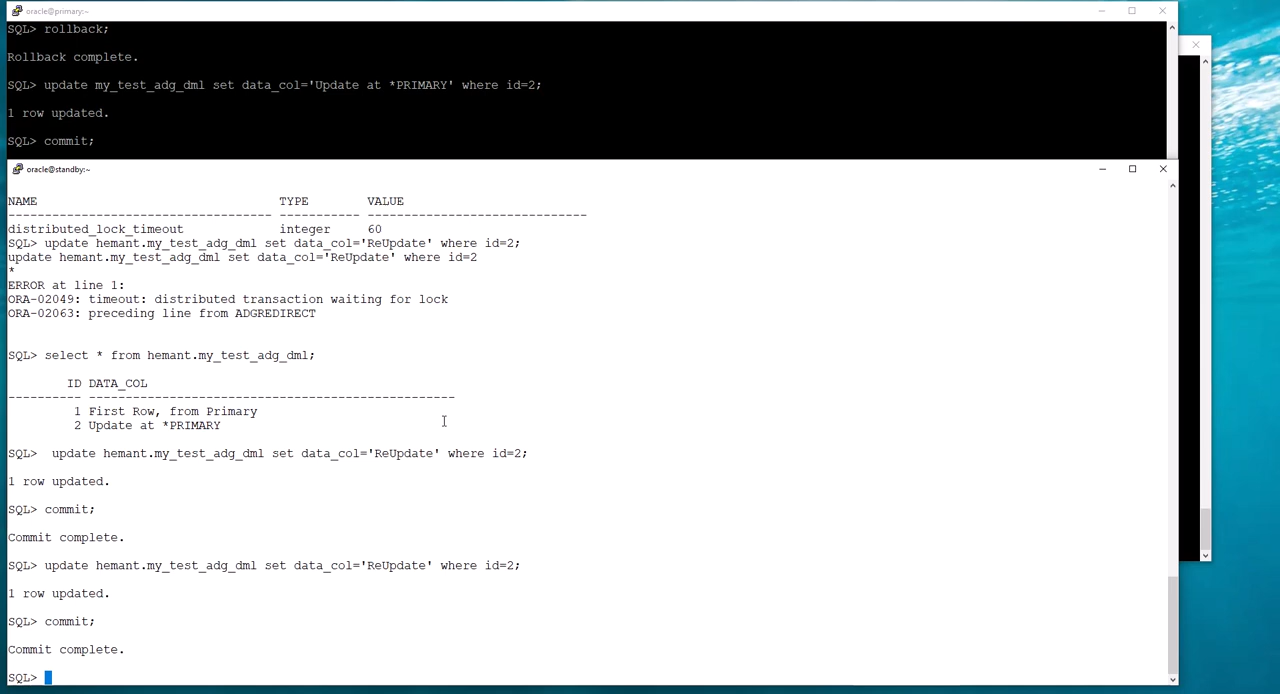 oracle@primary:~
SQL> rollback;
Rollback complete.
SQL> update my_test_adg_dml set data_col='Update at *PRIMARY' where id=2;
1 row updated.
SQL> commit;
oracle@standby:~
NAME                                 TYPE        VALUE
------------------------------------ ----------- ------------------------------
distributed_lock_timeout             integer     60
SQL> update hemant.my_test_adg_dml set data_col='ReUpdate' where id=2;
update hemant.my_test_adg_dml set data_col='ReUpdate' where id=2
*
ERROR at line 1:
ORA-02049: timeout: distributed transaction waiting for lock
ORA-02063: preceding line from ADGREDIRECT
SQL> select * from hemant.my_test_adg_dml;
        ID DATA_COL
---------- --------------------------------------------------
         1 First Row, from Primary
         2 Update at *PRIMARY
SQL>  update hemant.my_test_adg_dml set data_col='ReUpdate' where id=2;
1 row updated.
SQL> commit;
Commit complete.
SQL> update hemant.my_test_adg_dml set data_col='ReUpdate' where id=2;
1 row updated.
SQL> commit;
Commit complete.
SQL>